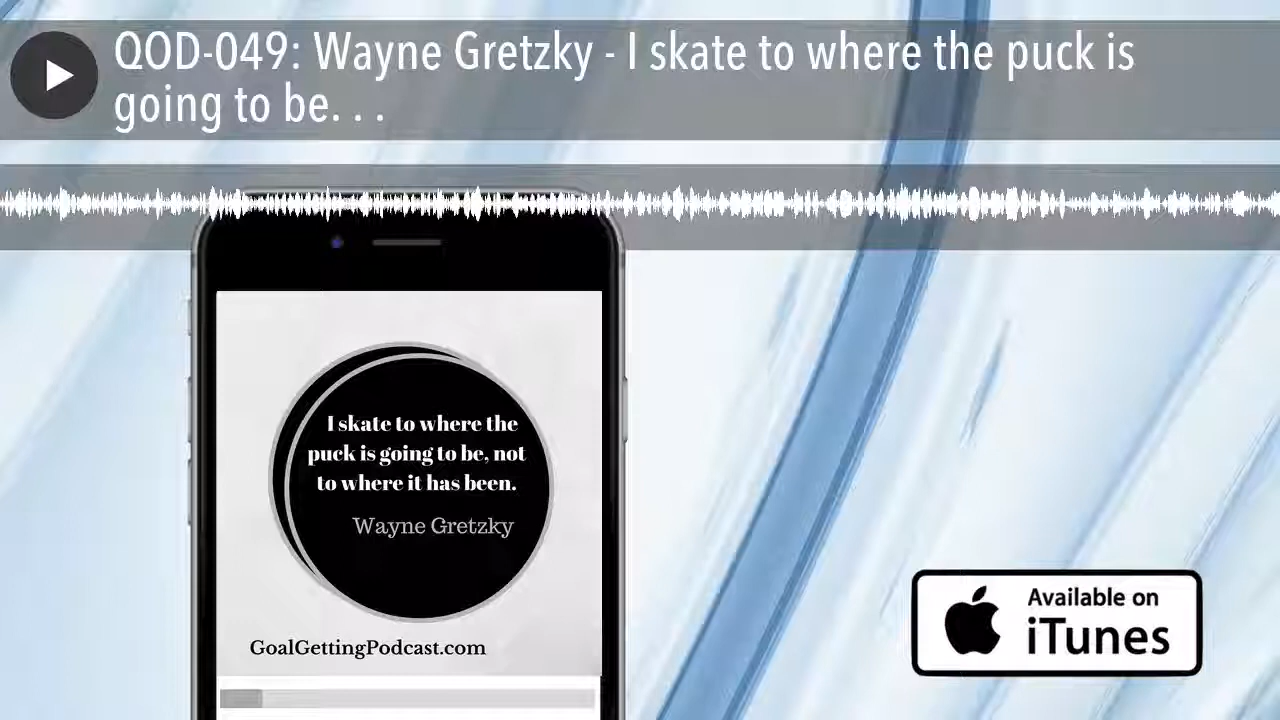 QOD-049: Wayne Gretzky - I skate to where the puck is
going to be. . .
I skate to where the
puck is going to be, not
to where it has been.
Wayne Gretzky
GoalGettingPodcast.com
Available on
iTunes